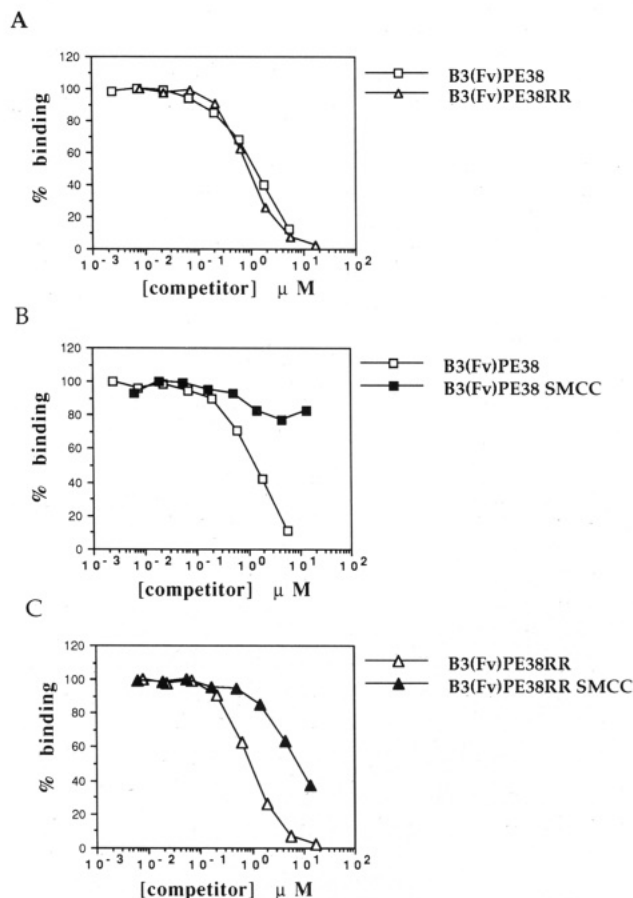 A
120
100
80
60
40
20
0
% binding
10⁻³ 10⁻² 10⁻¹ 10⁰ 10¹ 10²
[competitor] μ M
B3(Fv)PE38
B3(Fv)PE38RR
B
120
100
80
60
40
20
0
% binding
10⁻³ 10⁻² 10⁻¹ 10⁰ 10¹ 10²
[competitor] μ M
B3(Fv)PE38
B3(Fv)PE38 SMCC
C
120
100
80
60
40
20
0
% binding
10⁻³ 10⁻² 10⁻¹ 10⁰ 10¹ 10²
[competitor] μ M
B3(Fv)PE38RR
B3(Fv)PE38RR SMCC